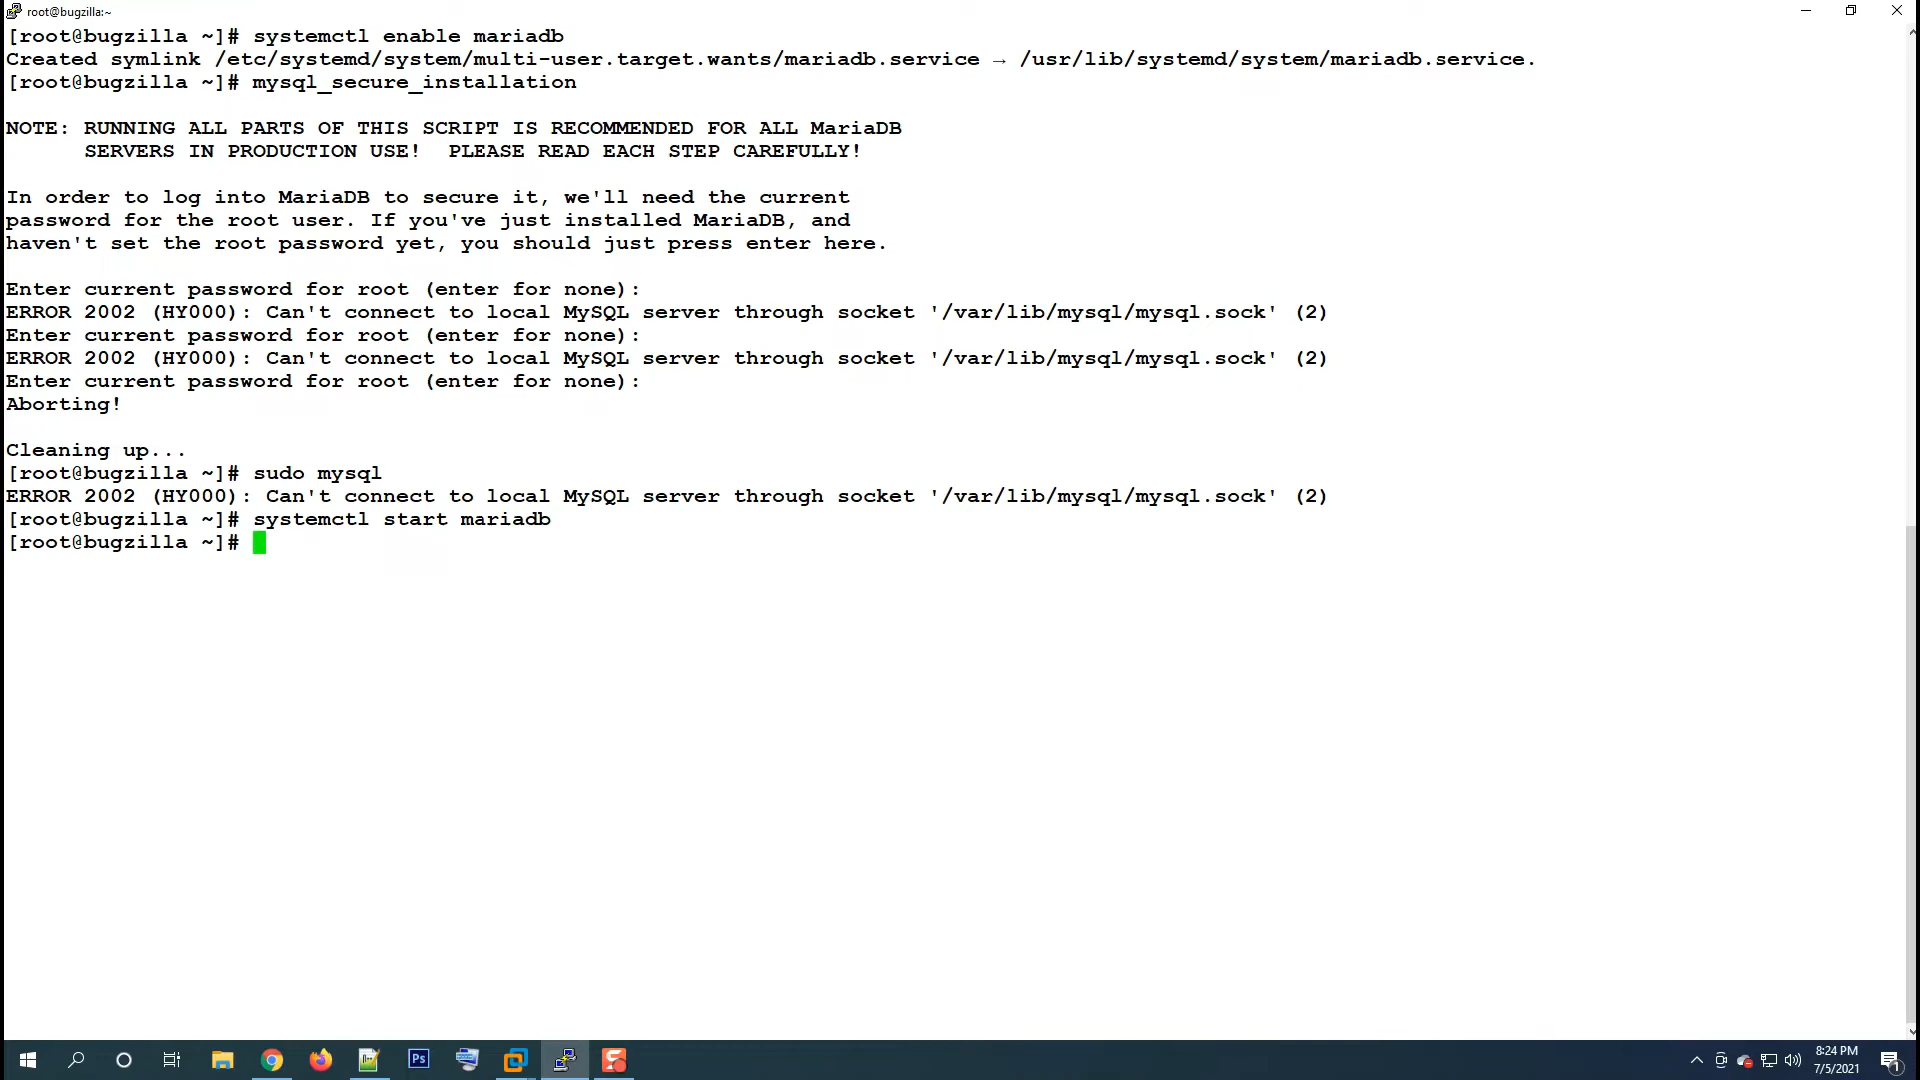 root@bugzilla:~
[root@bugzilla ~]# systemctl enable mariadb
Created symlink /etc/systemd/system/multi-user.target.wants/mariadb.service → /usr/lib/systemd/system/mariadb.service.
[root@bugzilla ~]# mysql_secure_installation
NOTE: RUNNING ALL PARTS OF THIS SCRIPT IS RECOMMENDED FOR ALL MariaDB
SERVERS IN PRODUCTION USE!  PLEASE READ EACH STEP CAREFULLY!
In order to log into MariaDB to secure it, we'll need the current
password for the root user. If you've just installed MariaDB, and
haven't set the root password yet, you should just press enter here.
Enter current password for root (enter for none):
ERROR 2002 (HY000): Can't connect to local MySQL server through socket '/var/lib/mysql/mysql.sock' (2)
Enter current password for root (enter for none):
ERROR 2002 (HY000): Can't connect to local MySQL server through socket '/var/lib/mysql/mysql.sock' (2)
Enter current password for root (enter for none):
Aborting!
Cleaning up...
[root@bugzilla ~]# sudo mysql
ERROR 2002 (HY000): Can't connect to local MySQL server through socket '/var/lib/mysql/mysql.sock' (2)
[root@bugzilla ~]# systemctl start mariadb
[root@bugzilla ~]#
Ps
8:24 PM
7/5/2021
1